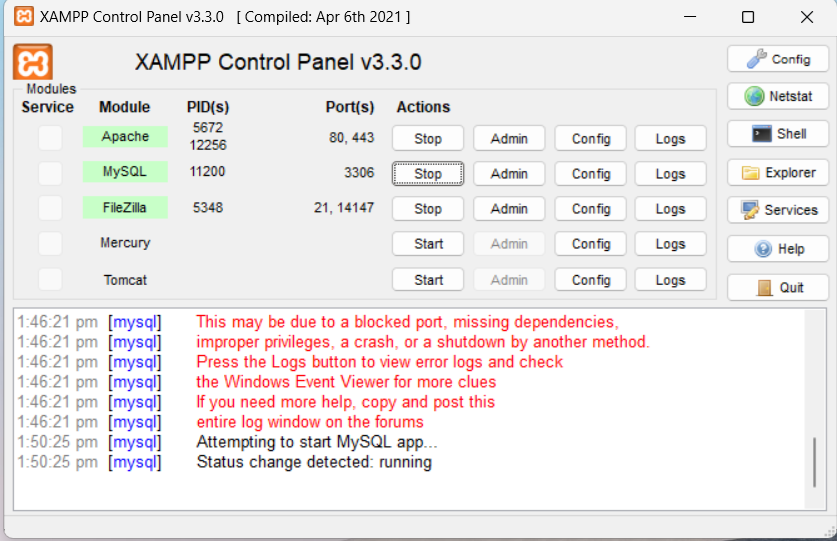 XAMPP Control Panel v3.3.0 [ Compiled: Apr 6th 2021 ]
XAMPP Control Panel v3.3.0
Config
Modules
Service Module PID(s) Port(s) Actions
Netstat
Apache 5672 12256 80, 443 Stop Admin Config Logs
Shell
MySQL 11200 3306 Stop Admin Config Logs
Explorer
FileZilla 5348 21, 14147 Stop Admin Config Logs
Services
Mercury Start Admin Config Logs
Help
Tomcat Start Admin Config Logs
Quit
1:46:21 pm [mysql] This may be due to a blocked port, missing dependencies,
1:46:21 pm [mysql] improper privileges, a crash, or a shutdown by another method.
1:46:21 pm [mysql] Press the Logs button to view error logs and check
1:46:21 pm [mysql] the Windows Event Viewer for more clues
1:46:21 pm [mysql] If you need more help, copy and post this
1:46:21 pm [mysql] entire log window on the forums
1:50:25 pm [mysql] Attempting to start MySQL app...
1:50:25 pm [mysql] Status change detected: running